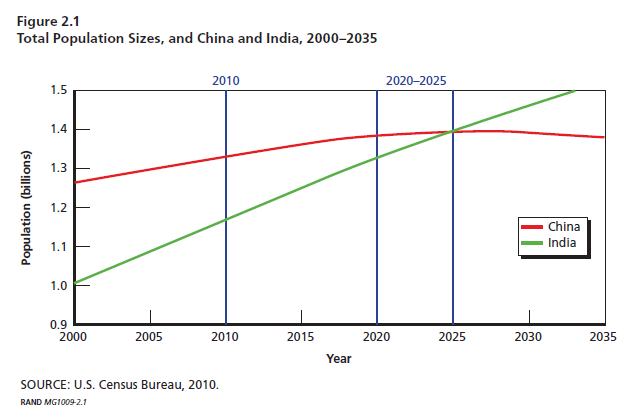 Figure 2.1
Total Population Sizes, and China and India, 2000–2035
2010
2020–2025
1.5
1.4
1.3
1.2
1.1
1.0
0.9
Population (billions)
China
India
2000
2005
2010
2015
2020
2025
2030
2035
Year
SOURCE: U.S. Census Bureau, 2010.
RAND MG1009-2.1